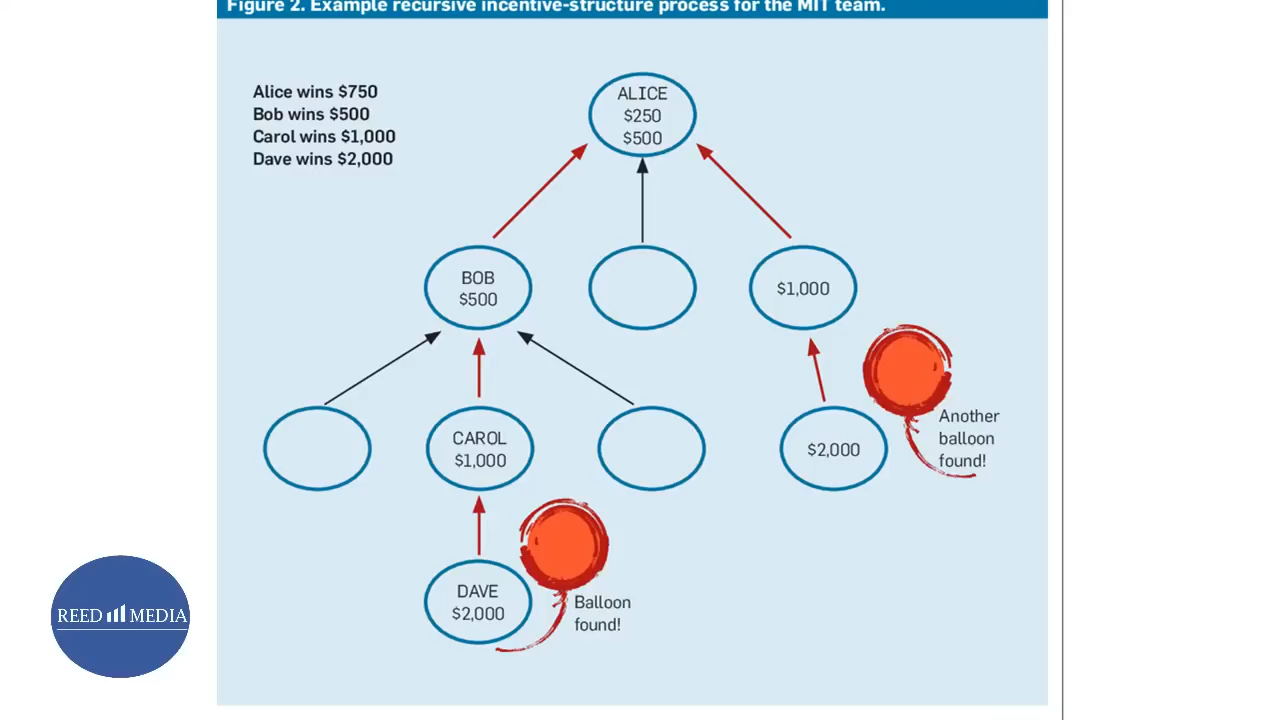 Figure 2. Example recursive incentive-structure process for the MIT team.
Alice wins $750
Bob wins $500
Carol wins $1,000
Dave wins $2,000
ALICE
$250
$500
BOB
$500
$1,000
CAROL
$1,000
$2,000
Another
balloon
found!
DAVE
$2,000
Balloon
found!
REED MEDIA